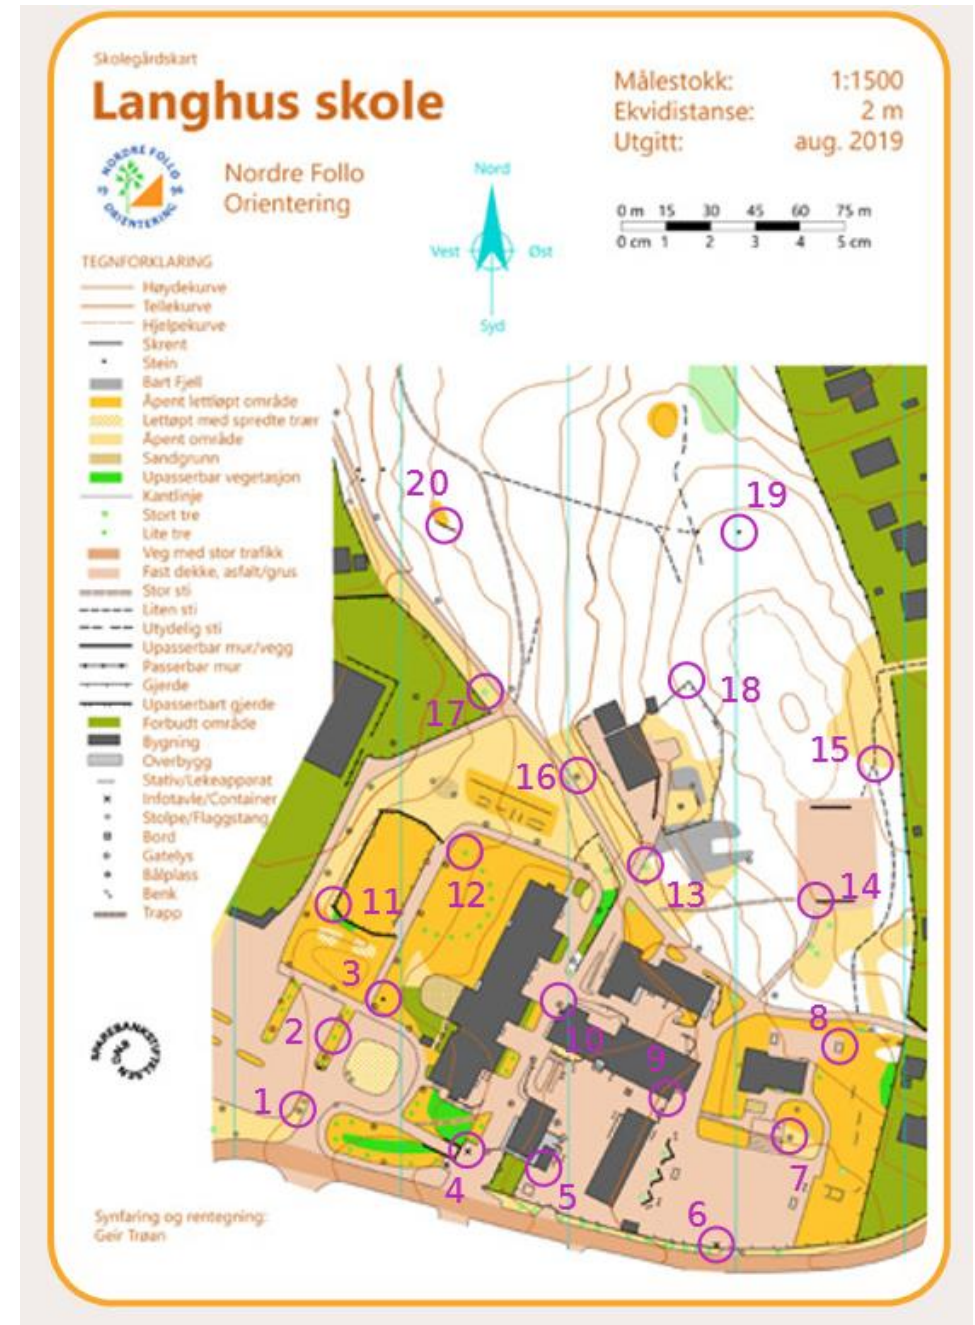 Skolegårdskart
Langhus skole
Målestokk: 1:1500
Ekvidistanse: 2 m
Utgitt: aug. 2019
NORDRE FOLLO
ORIENTERING
Nordre Follo
Orientering
Nord
Vest
Øst
Syd
0 m 15 30 45 60 75 m
0 cm 1 2 3 4 5 cm
TEGNFORKLARING
Høydekurve
Tellekurve
Hjelpekurve
Skrent
Stein
Bart Fjell
Åpent lettløpt område
Lettløpt med spredte trær
Åpent område
Sandgrunn
Upasserbar vegetasjon
Kantlinje
Stort tre
Lite tre
Veg med stor trafikk
Fast dekke, asfalt/grus
Stor sti
Liten sti
Utydelig sti
Upasserbar mur/vegg
Passerbar mur
Gjerde
Upasserbart gjerde
Forbudt område
Bygning
Overbygg
Stativ/Lekeapparat
Infotavle/Container
Stolpe/Flaggstang
Bord
Gatelys
Bålplass
Benk
Trapp
20
19
18
17
16
15
14
13
12
11
3
2
10
9
8
1
7
4
5
6
SPAREBANKSTIFTELSEN DNB
Synfaring og rentegning:
Geir Trøan